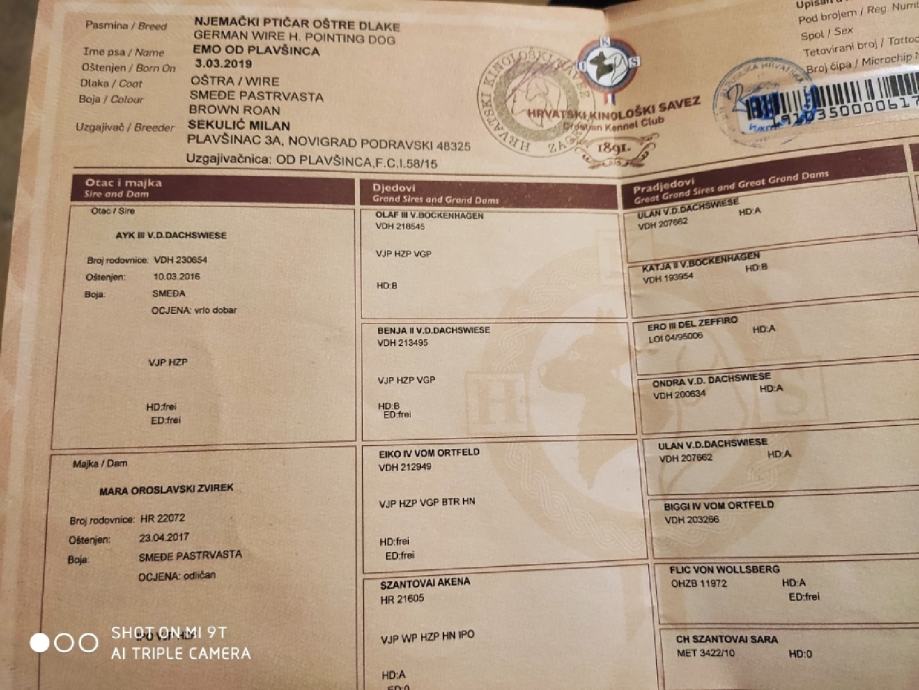 Pasmina / Breed NJEMAČKI PTIČAR OŠTRE DLAKE
GERMAN WIRE H. POINTING DOG
Ime psa / Name EMO OD PLAVŠINCA
Oštenjen / Born On 3.03.2019
Dlaka / Coat OŠTRA / WIRE
Boja / Colour SMEĐE PASTRVASTA
BROWN ROAN
Uzgajivač / Breeder SEKULIĆ MILAN
PLAVŠINAC 3A, NOVIGRAD PODRAVSKI 48325
Uzgajivačnica: OD PLAVŠINCA,F.C.I.58/15
HRVATSKI KINOLOŠKI SAVEZ
H K S
HRVATSKI KINOLOŠKI SAVEZ
Croatian Kennel Club
1891.
Upisan u
Pod brojem / Reg. Num
Spol / Sex
Tetovirani broj / Tattoo
Broj čipa / Microchip
Otac i majka
Sire and Dam
Djedovi
Grand Sires and Grand Dams
Pradjedovi
Great Grand Sires and Great Grand Dams
Otac / Sire
AYK III V.D.DACHSWIESE
Broj rodovnice: VDH 230654
Oštenjen: 10.03.2016
Boja: SMEĐA
OCJENA: vrlo dobar
VJP HZP
HD:frei
ED:frei
Majka / Dam
MARA OROSLAVSKI ZVIREK
Broj rodovnice: HR 22072
Oštenjen: 23.04.2017
Boja: SMEĐE PASTRVASTA
OCJENA: odličan
OLAF III V.BOCKENHAGEN
VDH 218545
VJP HZP VGP
HD:B
BENJA II V.D.DACHSWIESE
VDH 213495
VJP HZP VGP
HD:B
ED:frei
EIKO IV VOM ORTFELD
VDH 212949
VJP HZP VGP BTR HN
HD:frei
ED:frei
SZANTOVAI AKENA
HR 21605
VJP WP HZP HN IPO
HD:A
ED:0
ULAN V.D.DACHSWIESE
VDH 207662 HD:A
KATJA II V.BOCKENHAGEN
VDH 193954 HD:B
ERO III DEL ZEFFIRO
LOI 04/95006 HD:A
ONDRA V.D. DACHSWIESE
VDH 200634 HD:A
ULAN V.D.DACHSWIESE
VDH 207662 HD:A
BIGGI IV VOM ORTFELD
VDH 203266
FLIC VON WOLLSBERG
OHZB 11972 HD:A
ED:frei
CH SZANTOVAI SARA
MET 3422/10 HD:0
SHOT ON MI 9T
AI TRIPLE CAMERA